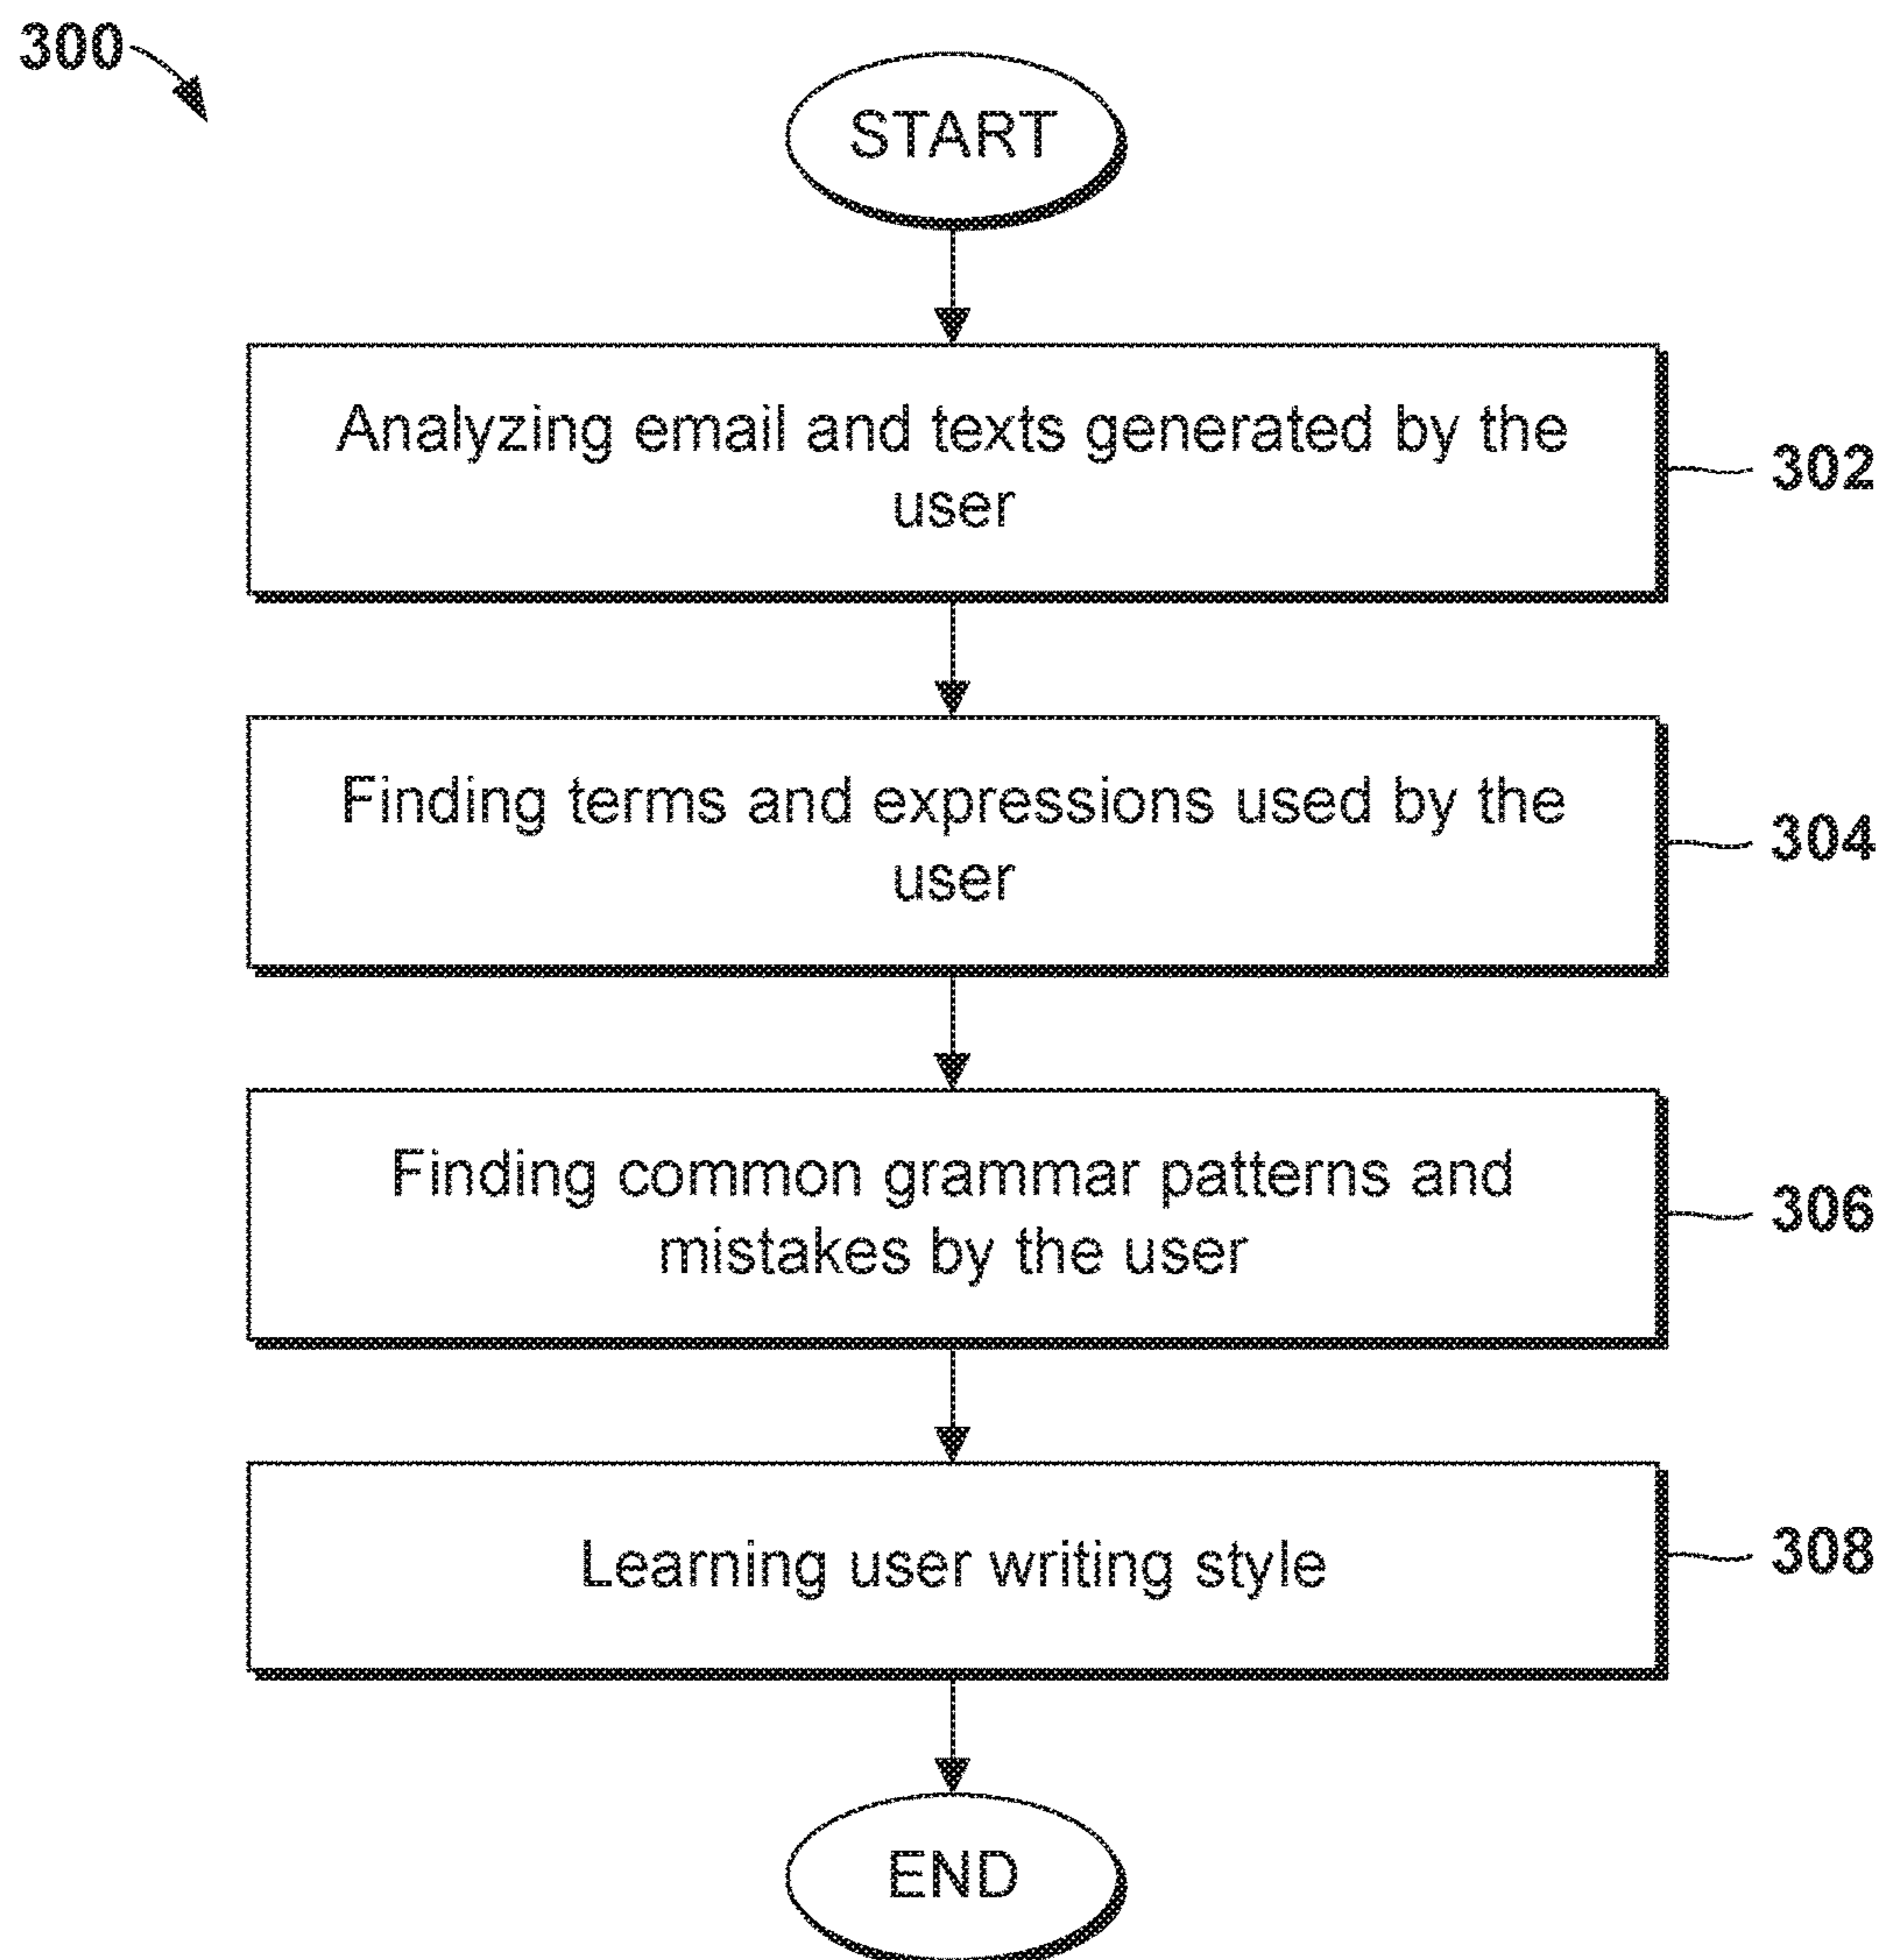 300
START
Analyzing email and texts generated by the
user
302
Finding terms and expressions used by the
user
304
Finding common grammar patterns and
mistakes by the user
306
Learning user writing style
308
END